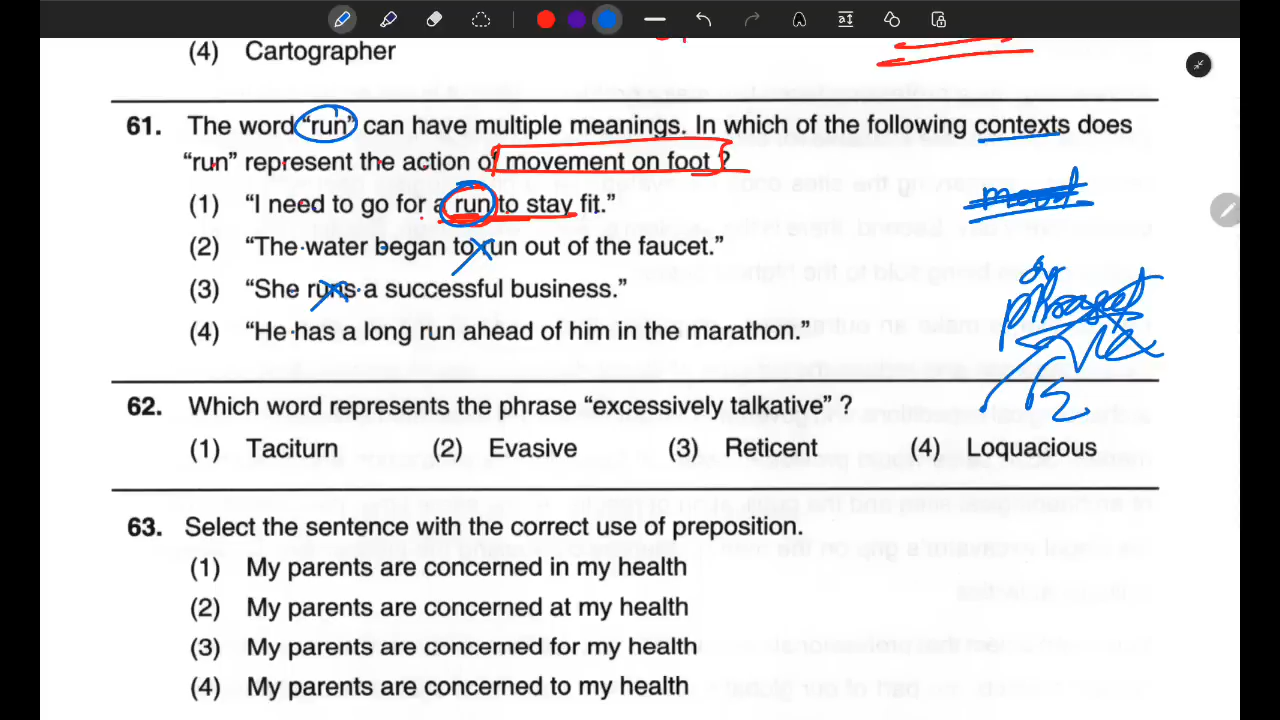 (4) Cartographer
61. The word “run” can have multiple meanings. In which of the following contexts does
“run” represent the action of movement on foot ?
(1) “I need to go for a run to stay fit.”
(2) “The water began to run out of the faucet.”
(3) “She runs a successful business.”
(4) “He has a long run ahead of him in the marathon.”
62. Which word represents the phrase “excessively talkative” ?
(1) Taciturn (2) Evasive (3) Reticent (4) Loquacious
63. Select the sentence with the correct use of preposition.
(1) My parents are concerned in my health
(2) My parents are concerned at my health
(3) My parents are concerned for my health
(4) My parents are concerned to my health